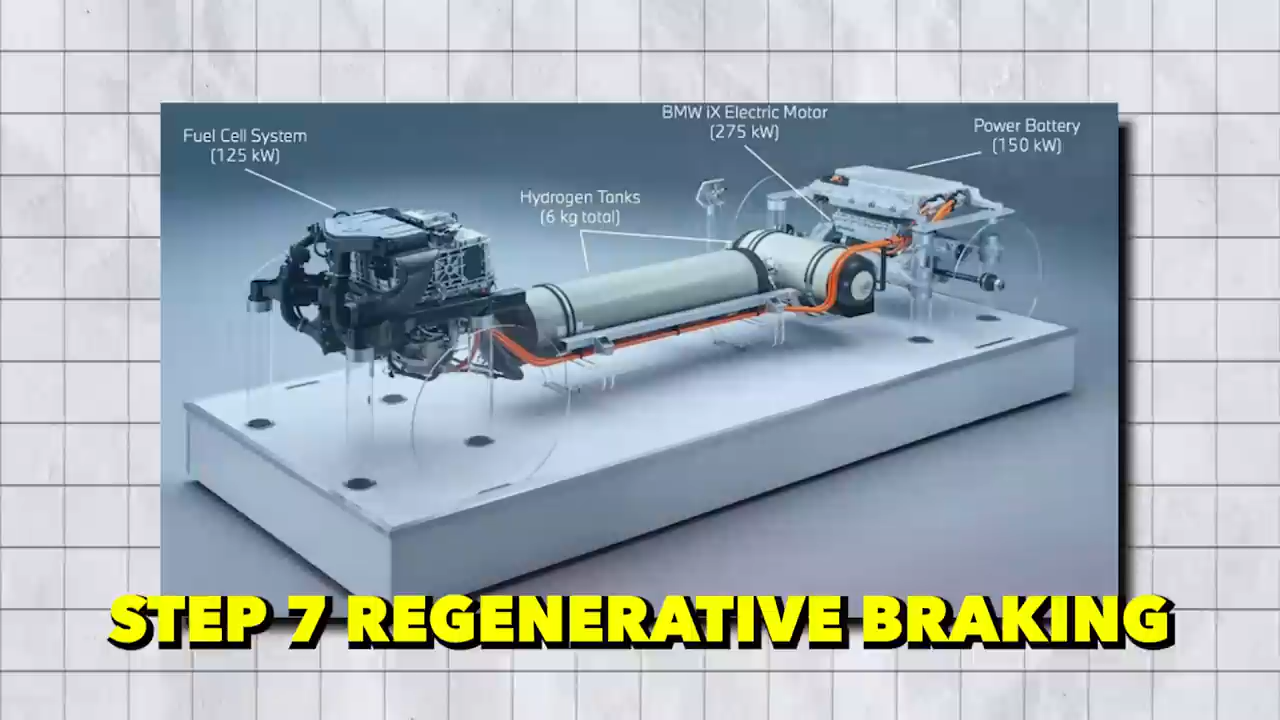 BMW iX Electric Motor
(275 kW)
Power Battery
(150 kW)
Fuel Cell System
(125 kW)
Hydrogen Tanks
(6 kg total)
STEP 7 REGENERATIVE BRAKING